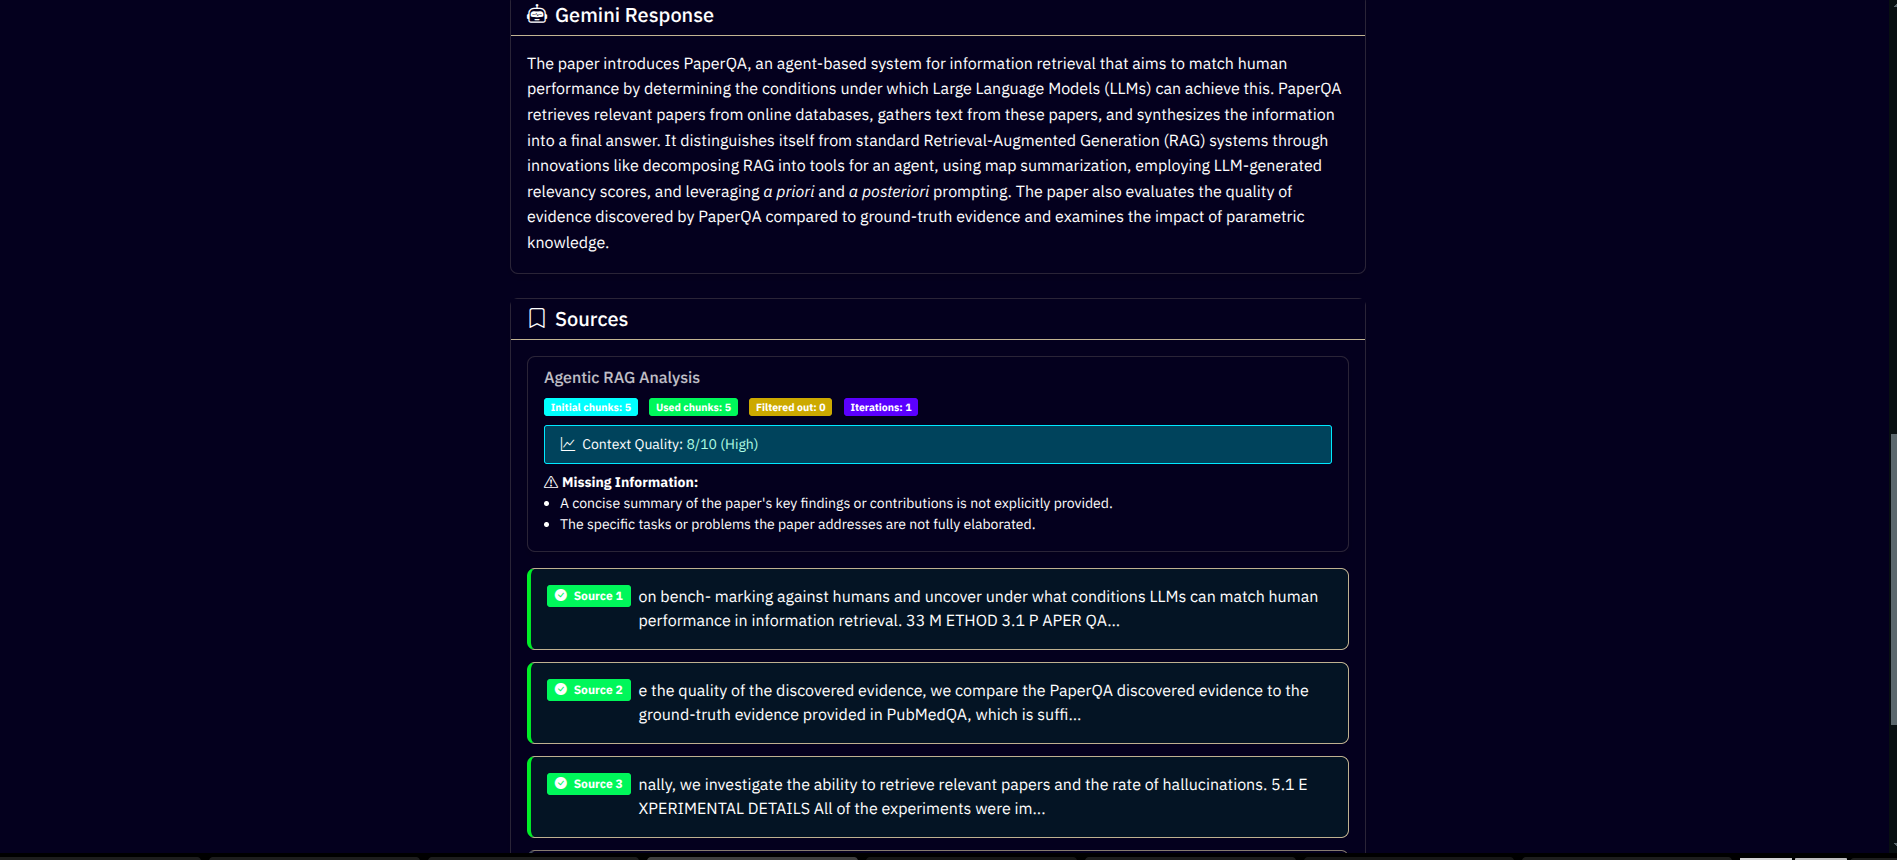 Gemini Response
The paper introduces PaperQA, an agent-based system for information retrieval that aims to match human
performance by determining the conditions under which Large Language Models (LLMs) can achieve this. PaperQA
retrieves relevant papers from online databases, gathers text from these papers, and synthesizes the information
into a final answer. It distinguishes itself from standard Retrieval-Augmented Generation (RAG) systems through
innovations like decomposing RAG into tools for an agent, using map summarization, employing LLM-generated
relevancy scores, and leveraging a priori and a posteriori prompting. The paper also evaluates the quality of
evidence discovered by PaperQA compared to ground-truth evidence and examines the impact of parametric
knowledge.
Sources
Agentic RAG Analysis
Initial chunks: 5 Used chunks: 5 Filtered out: 0 Iterations: 1
Context Quality: 8/10 (High)
Missing Information:
• A concise summary of the paper's key findings or contributions is not explicitly provided.
• The specific tasks or problems the paper addresses are not fully elaborated.
Source 1 on bench- marking against humans and uncover under what conditions LLMs can match human
performance in information retrieval. 33 M ETHOD 3.1 P APER QA...
Source 2 e the quality of the discovered evidence, we compare the PaperQA discovered evidence to the
ground-truth evidence provided in PubMedQA, which is suffi...
Source 3 nally, we investigate the ability to retrieve relevant papers and the rate of hallucinations. 5.1 E
XPERIMENTAL DETAILS All of the experiments were im...